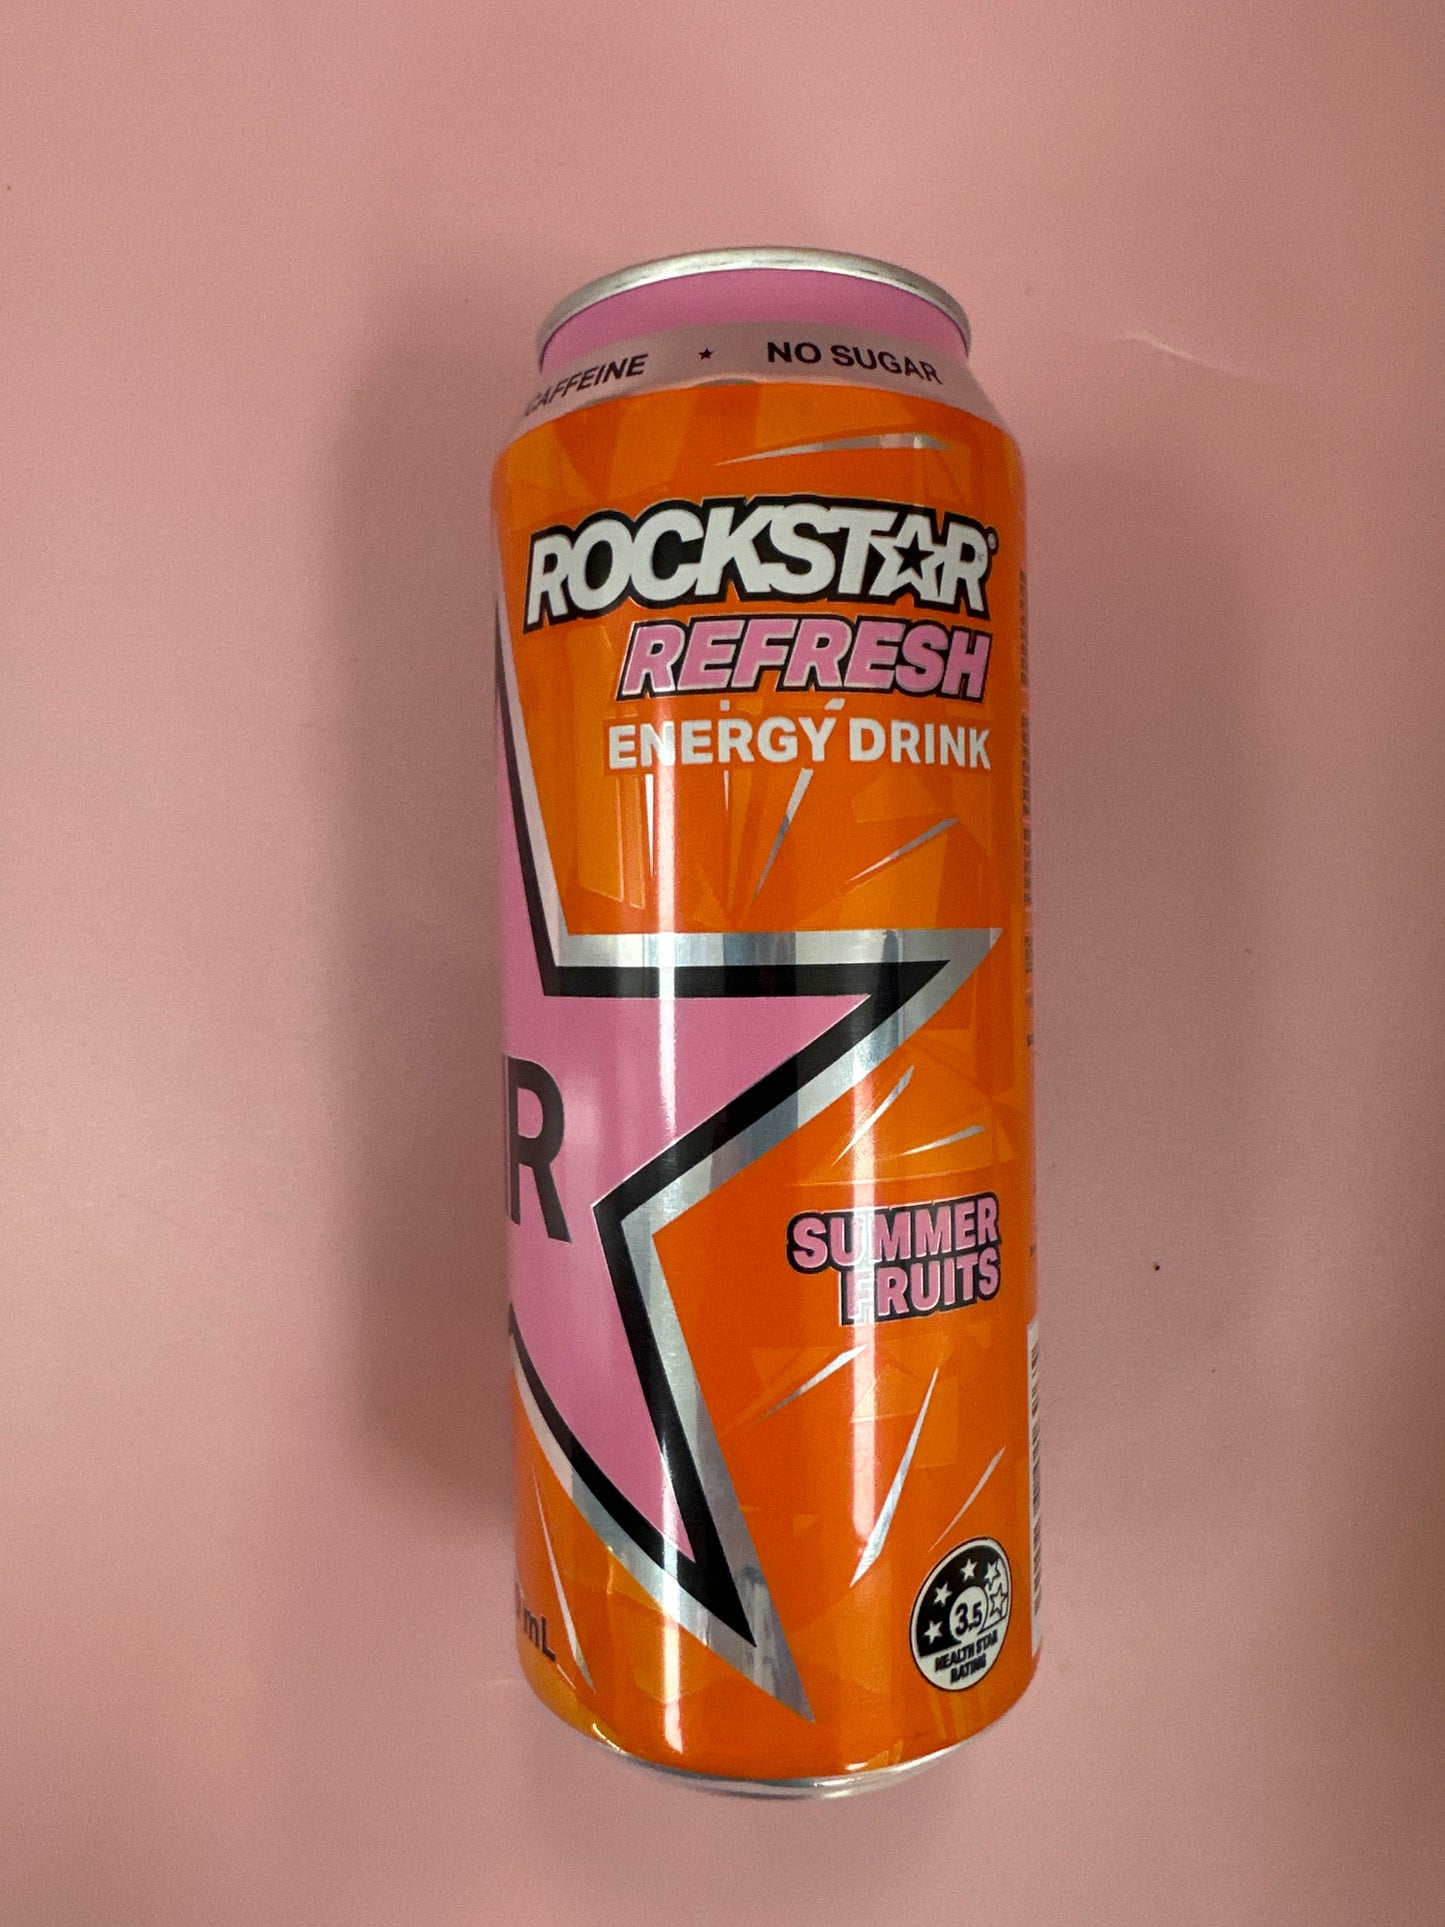 CAFFEINE ★ NO SUGAR
ROCKSTAR®
REFRESH
ENERGY DRINK
R
SUMMER
FRUITS
mL
3.5
HEALTH STAR
RATING